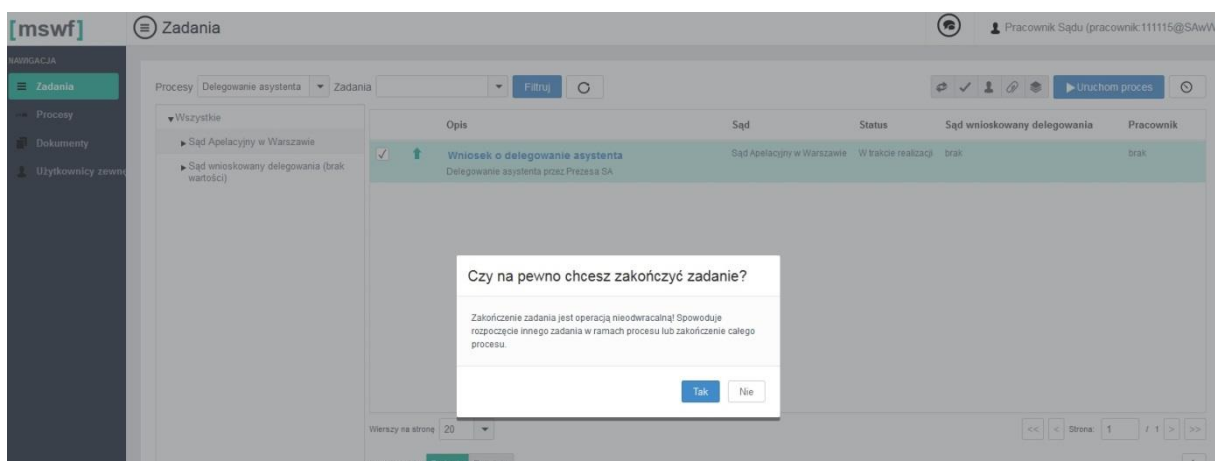 [mswf]
Zadania
Pracownik Sądu (pracownik:111115@SAwW
NAWIGACJA
Zadania
Procesy
Dokumenty
Użytkownicy zewnę
Procesy Delegowanie asystenta Zadania Filtruj Uruchom proces
Wszystkie
Sąd Apelacyjny w Warszawie
Sąd wnioskowany delegowania (brak
wartości)
Opis Sąd Status Sąd wnioskowany delegowania Pracownik
Wniosek o delegowanie asystenta Sąd Apelacyjny w Warszawie W trakcie realizacji brak brak
Delegowanie asystenta przez Prezesa SA
Czy na pewno chcesz zakończyć zadanie?
Zakończenie zadania jest operacją nieodwracalną! Spowoduje
rozpoczęcie innego zadania w ramach procesu lub zakończenie całego
procesu.
Tak Nie
Wierszy na stronę 20 << < Strona: 1 / 1 > >>